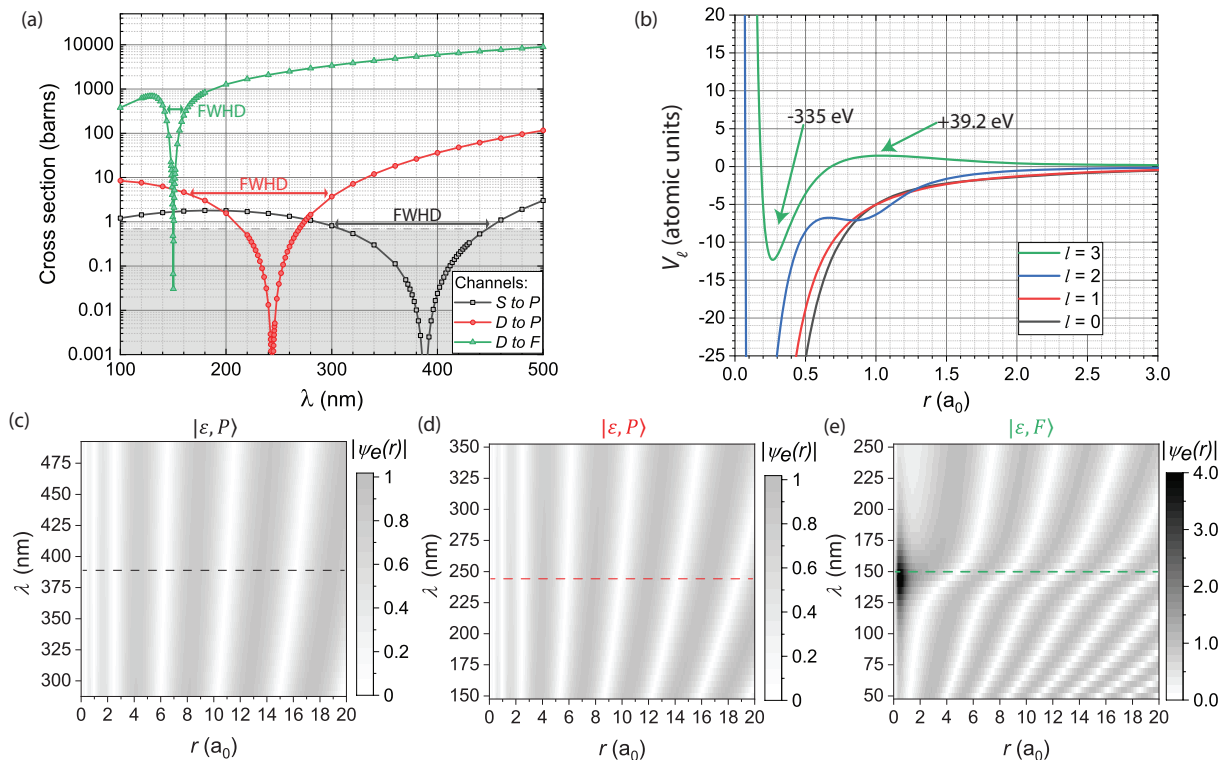 (a)
10000
1000
100
10
1
0.1
0.01
0.001
Cross section (barns)
FWHD
FWHD
FWHD
Channels:
S to P
D to P
D to F
100
200
300
400
500
λ (nm)
(b)
20
15
10
5
0
-5
-10
-15
-20
-25
Vℓ (atomic units)
-335 eV
+39.2 eV
l = 3
l = 2
l = 1
l = 0
0.0
0.5
1.0
1.5
2.0
2.5
3.0
r (a₀)
(c)
|ε, P⟩
|ψe(r)|
475
450
425
400
375
350
325
300
λ (nm)
0 2 4 6 8 10 12 14 16 18 20
r (a₀)
1
0.8
0.6
0.4
0.2
0
(d)
|ε, P⟩
|ψe(r)|
350
325
300
275
250
225
200
175
150
λ (nm)
0 2 4 6 8 10 12 14 16 18 20
r (a₀)
1
0.8
0.6
0.4
0.2
0
(e)
|ε, F⟩
|ψe(r)|
250
225
200
175
150
125
100
75
50
λ (nm)
0 2 4 6 8 10 12 14 16 18 20
r (a₀)
4.0
3.0
2.0
1.0
0.0